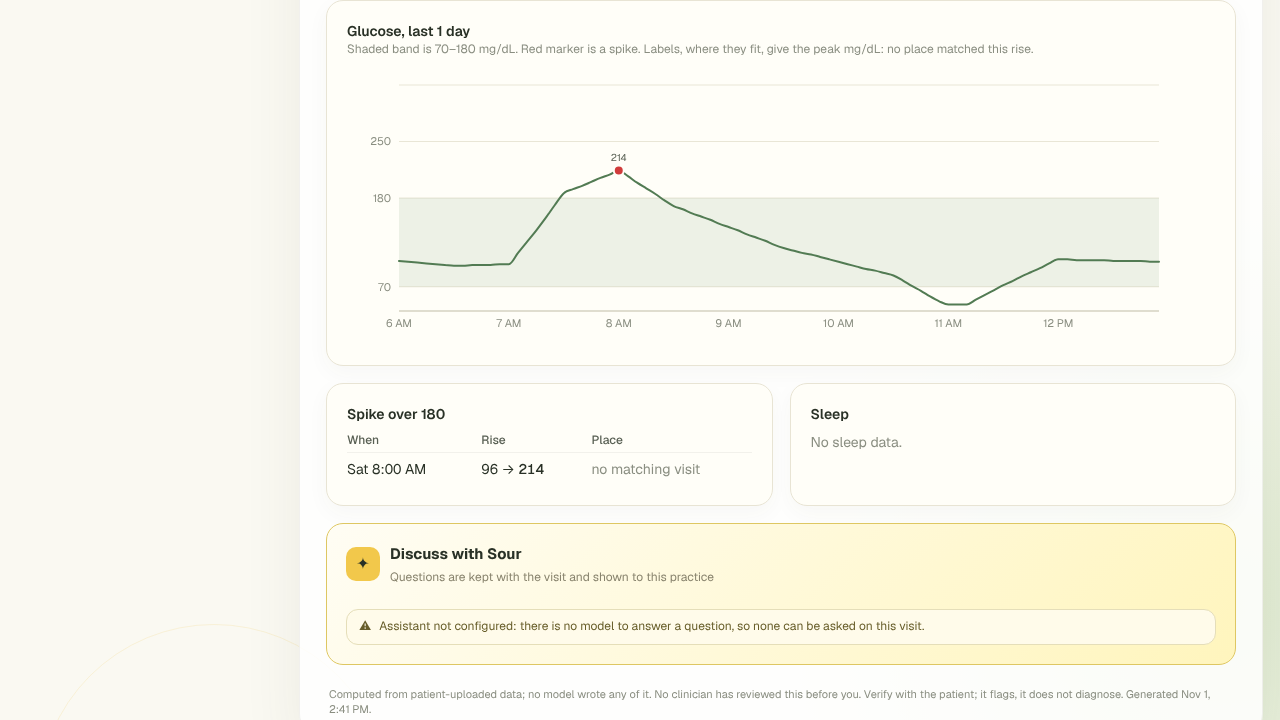 Glucose, last 1 day
Shaded band is 70–180 mg/dL. Red marker is a spike. Labels, where they fit, give the peak mg/dL: no place matched this rise.
250
214
180
70
6 AM 7 AM 8 AM 9 AM 10 AM 11 AM 12 PM
Spike over 180
When Rise Place
Sat 8:00 AM 96 → 214 no matching visit
Sleep
No sleep data.
Discuss with Sour
Questions are kept with the visit and shown to this practice
⚠ Assistant not configured: there is no model to answer a question, so none can be asked on this visit.
Computed from patient-uploaded data; no model wrote any of it. No clinician has reviewed this before you. Verify with the patient; it flags, it does not diagnose. Generated Nov 1,
2:41 PM.